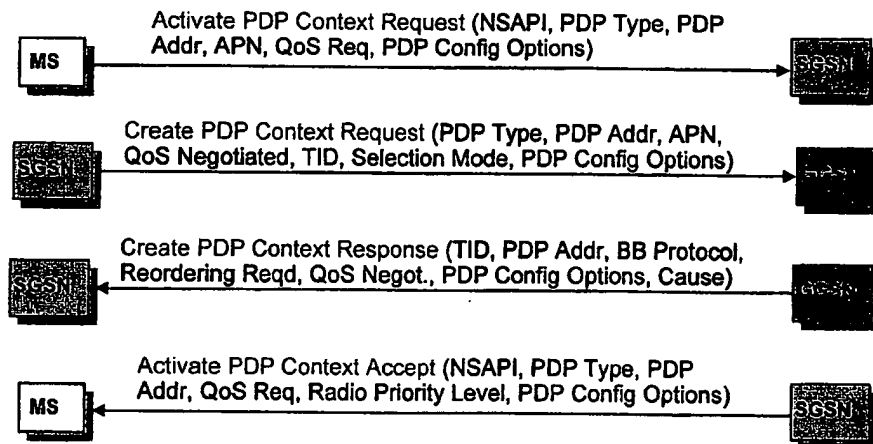 Activate PDP Context Request (NSAPI, PDP Type, PDP
Addr, APN, QoS Req, PDP Config Options)
MS
SGSN
Create PDP Context Request (PDP Type, PDP Addr, APN,
QoS Negotiated, TID, Selection Mode, PDP Config Options)
SGSN
Create PDP Context Response (TID, PDP Addr, BB Protocol,
Reordering Reqd, QoS Negot., PDP Config Options, Cause)
SGSN
GGSN
Activate PDP Context Accept (NSAPI, PDP Type, PDP
Addr, QoS Req, Radio Priority Level, PDP Config Options)
MS
SGSN